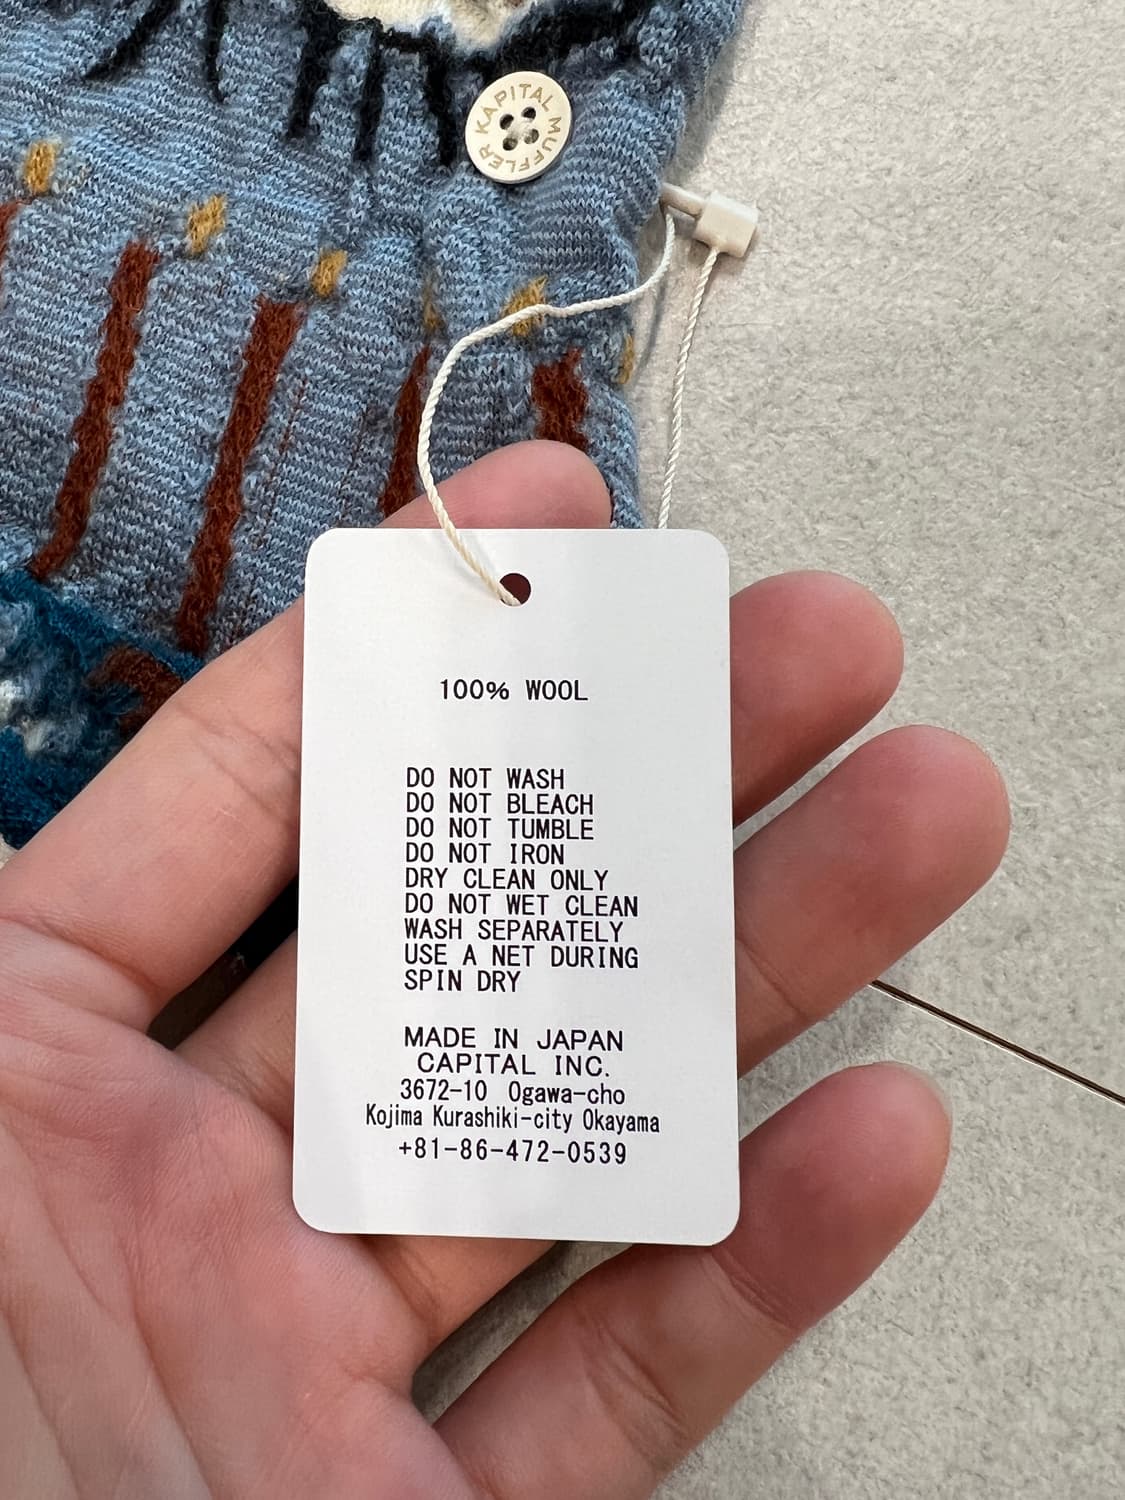 KAPITAL MUFFLER
100% WOOL
DO NOT WASH
DO NOT BLEACH
DO NOT TUMBLE
DO NOT IRON
DRY CLEAN ONLY
DO NOT WET CLEAN
WASH SEPARATELY
USE A NET DURING
SPIN DRY
MADE IN JAPAN
CAPITAL INC.
3672-10 Ogawa-cho
Kojima Kurashiki-city Okayama
+81-86-472-0539